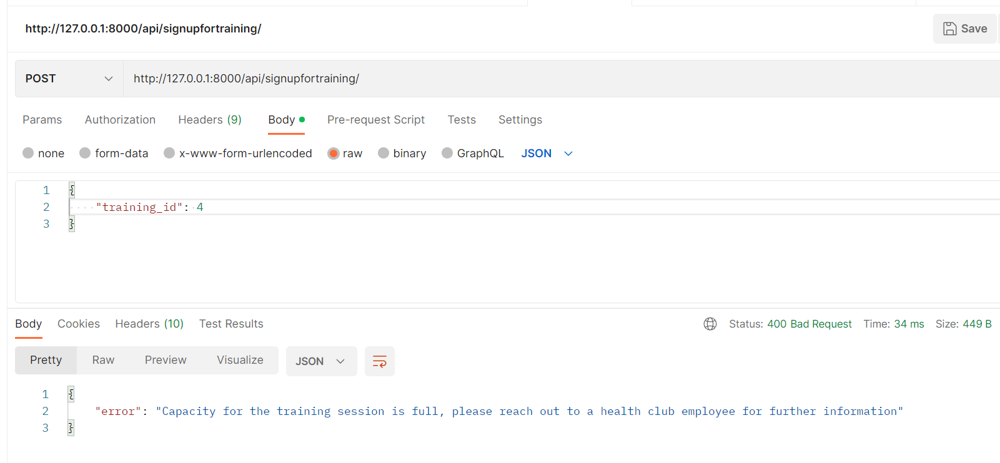 http://127.0.0.1:8000/api/signupfortraining/
Save
POST http://127.0.0.1:8000/api/signupfortraining/
Params Authorization Headers (9) Body Pre-request Script Tests Settings
none form-data x-www-form-urlencoded raw binary GraphQL JSON
1 {
2 "training_id": 4
3 }
Body Cookies Headers (10) Test Results Status: 400 Bad Request Time: 34 ms Size: 449 B
Pretty Raw Preview Visualize JSON
1 {
2 "error": "Capacity for the training session is full, please reach out to a health club employee for further information"
3 }